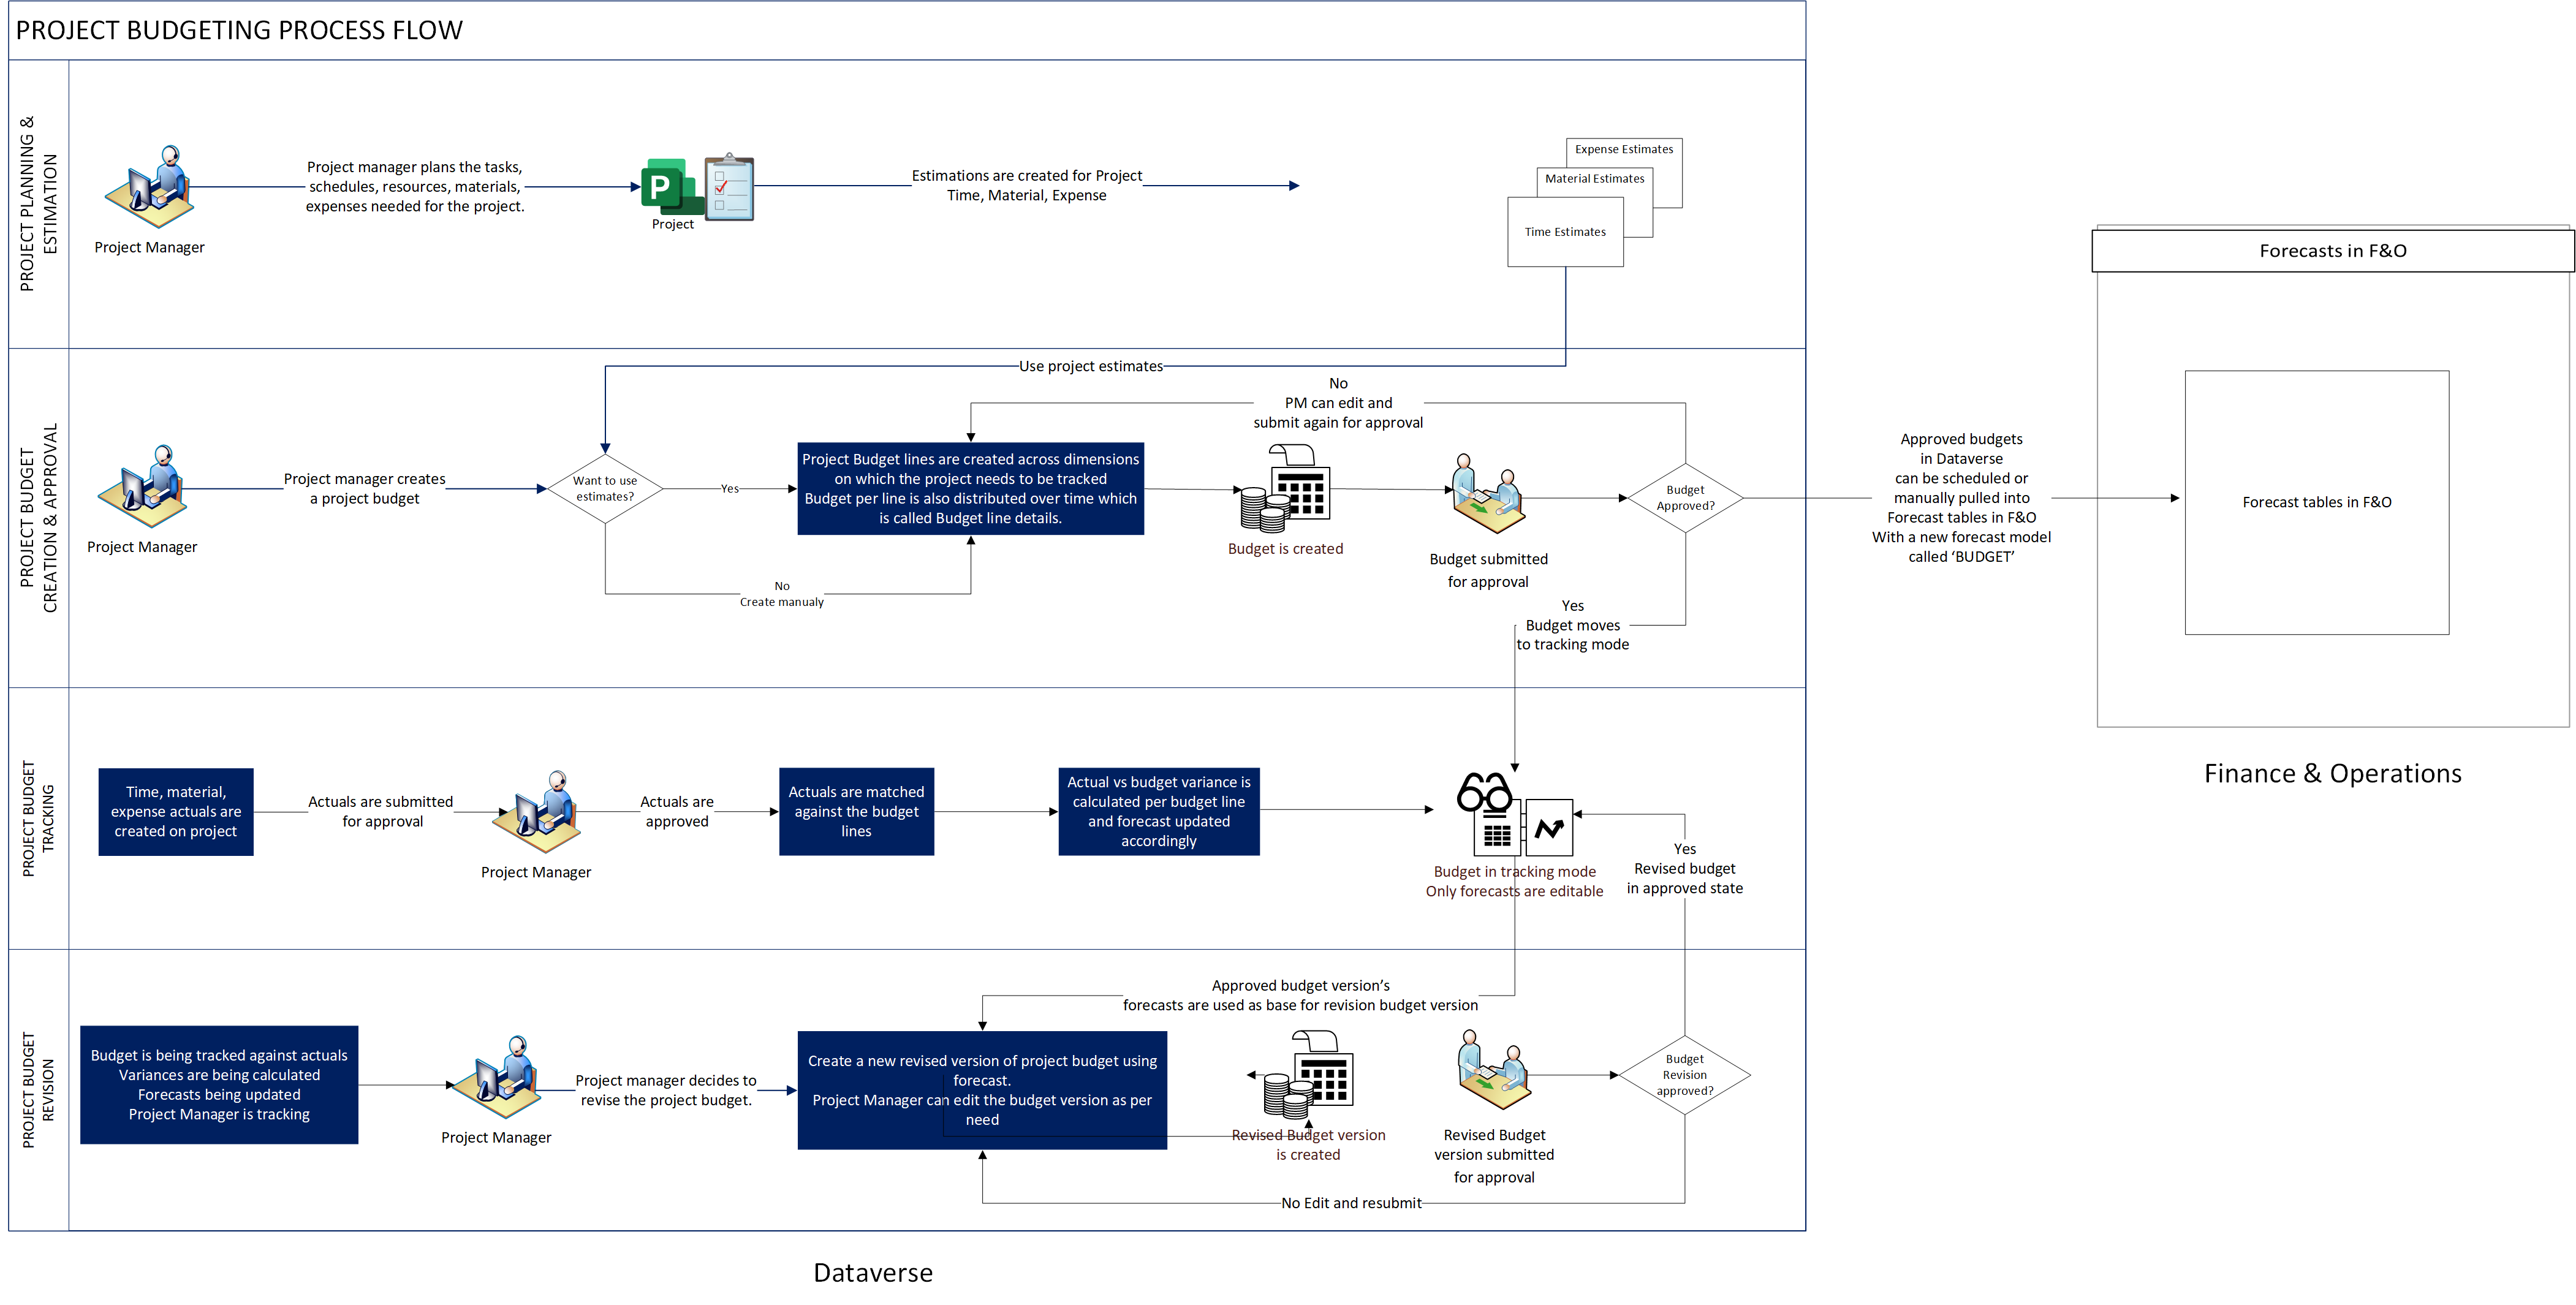 PROJECT BUDGETING PROCESS FLOW
PROJECT PLANNING &
ESTIMATION
Project Manager
Project manager plans the tasks,
schedules, resources, materials,
expenses needed for the project.
P
Project
Estimations are created for Project
Time, Material, Expense
Expense Estimates
Material Estimates
Time Estimates
PROJECT BUDGET
CREATION & APPROVAL
Use project estimates
Project Manager
Project manager creates
a project budget
Want to use
estimates?
Yes
No
Create manualy
Project Budget lines are created across dimensions
on which the project needs to be tracked
Budget per line is also distributed over time which
is called Budget line details.
No
PM can edit and
submit again for approval
Budget is created
Budget submitted
for approval
Budget
Approved?
Yes
Budget moves
to tracking mode
Approved budgets
in Dataverse
can be scheduled or
manually pulled into
Forecast tables in F&O
With a new forecast model
called ‘BUDGET’
Forecasts in F&O
Forecast tables in F&O
Finance & Operations
PROJECT BUDGET
TRACKING
Time, material,
expense actuals are
created on project
Actuals are submitted
for approval
Project Manager
Actuals are
approved
Actuals are matched
against the budget
lines
Actual vs budget variance is
calculated per budget line
and forecast updated
accordingly
Budget in tracking mode
Only forecasts are editable
Yes
Revised budget
in approved state
PROJECT BUDGET
REVISION
Budget is being tracked against actuals
Variances are being calculated
Forecasts being updated
Project Manager is tracking
Project Manager
Project manager decides to
revise the project budget.
Approved budget version’s
forecasts are used as base for revision budget version
Create a new revised version of project budget using
forecast.
Project Manager can edit the budget version as per
need
Revised Budget version
is created
Revised Budget
version submitted
for approval
Budget
Revision
approved?
No Edit and resubmit
Dataverse